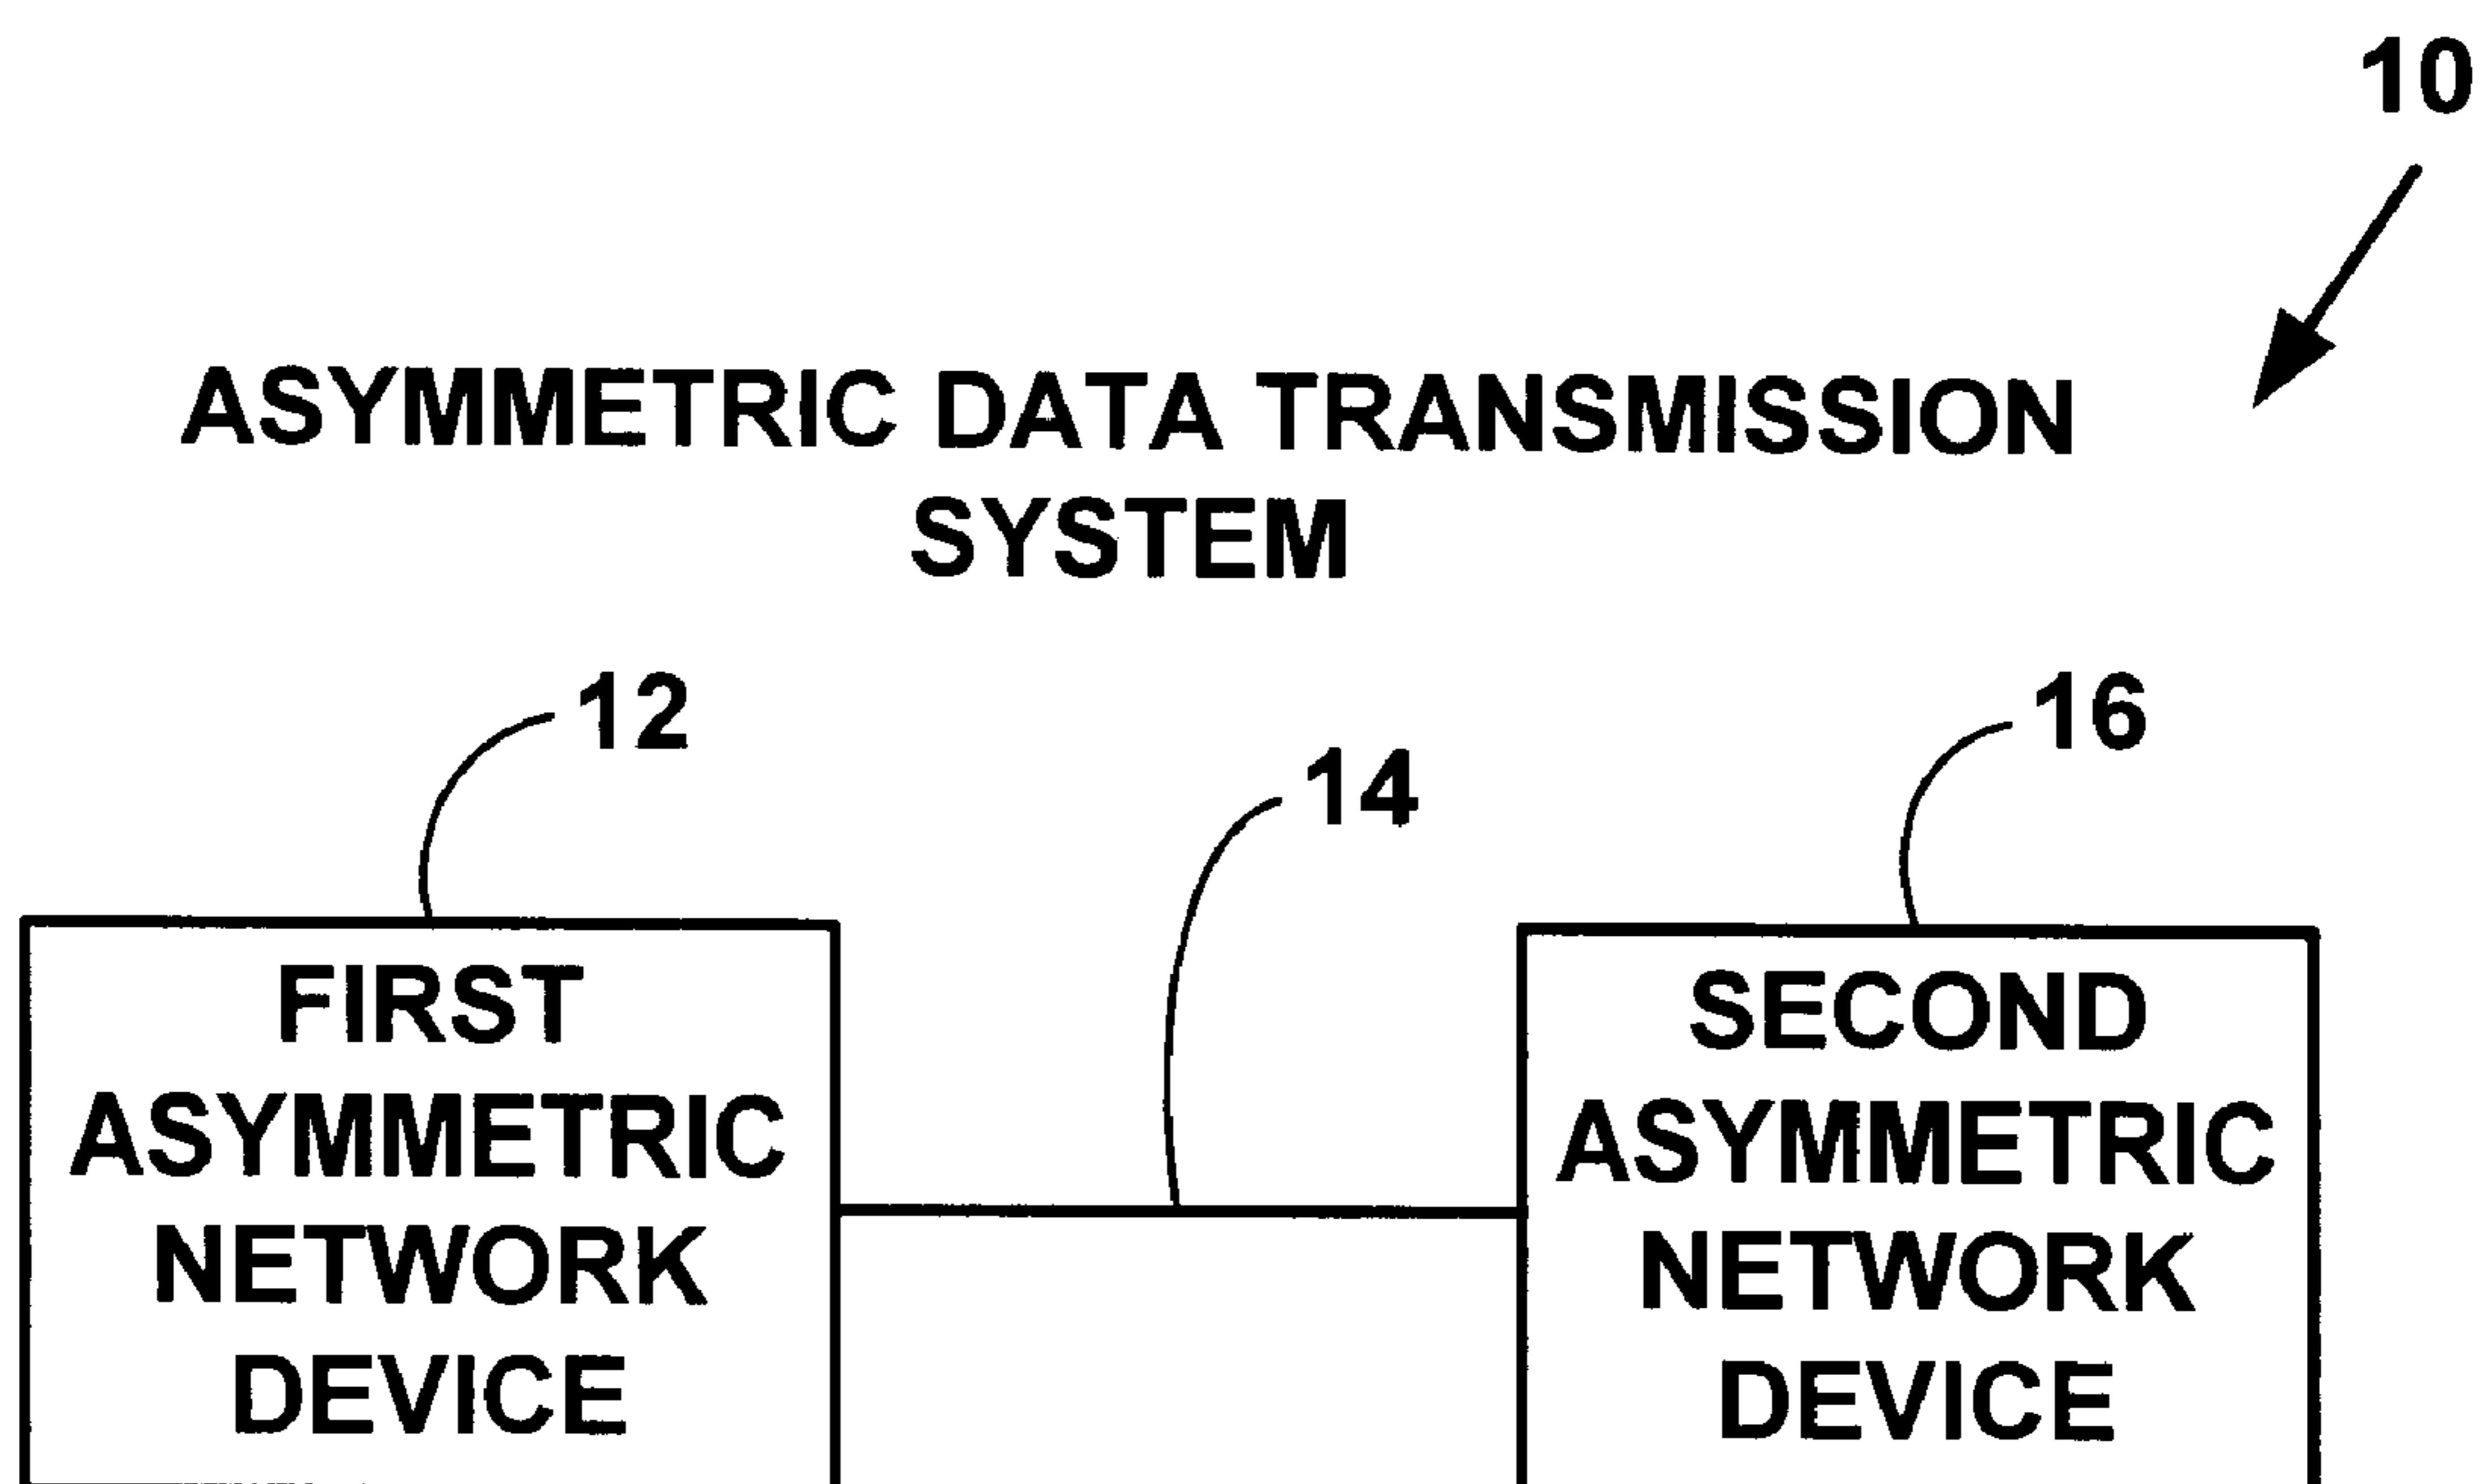 10
ASYMMETRIC DATA TRANSMISSION
SYSTEM
12
16
14
FIRST
ASYMMETRIC
NETWORK
DEVICE
SECOND
ASYMMETRIC
NETWORK
DEVICE